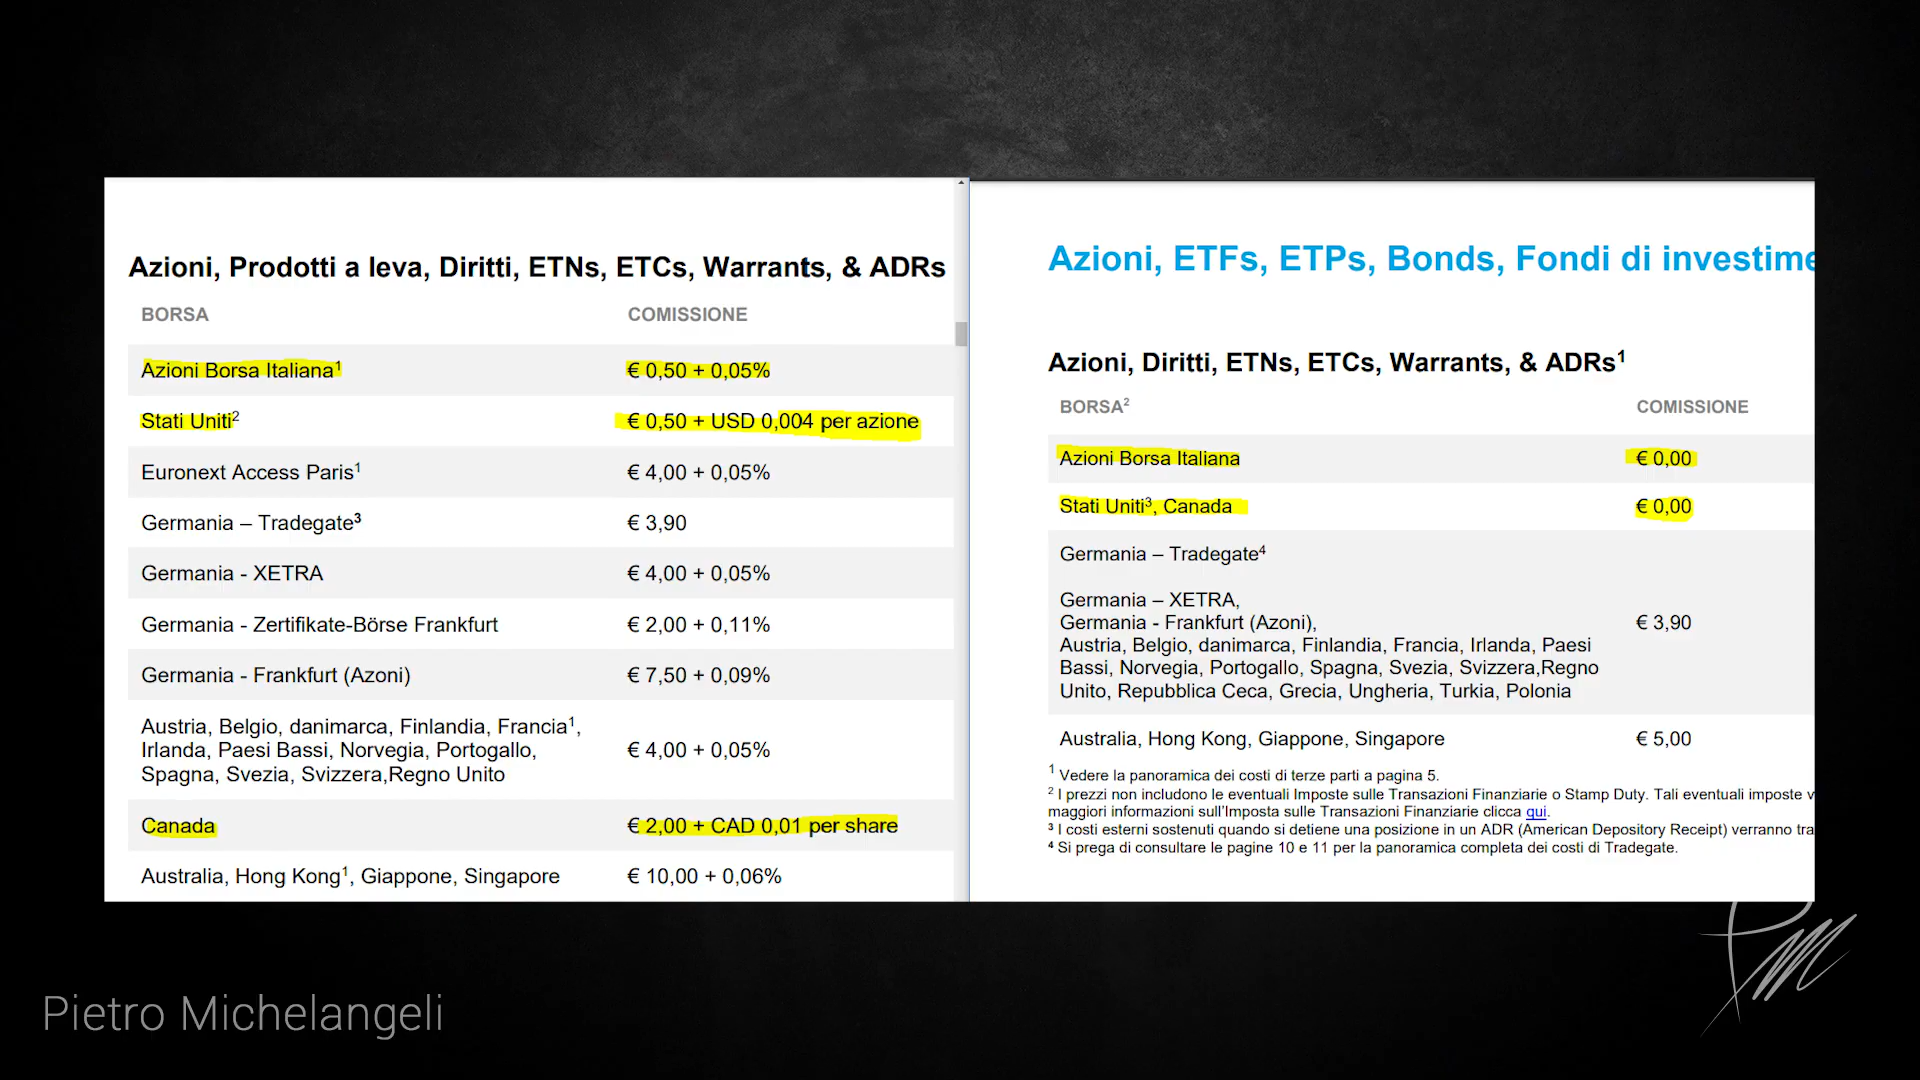 Azioni, Prodotti a leva, Diritti, ETNs, ETCs, Warrants, & ADRs
BORSA COMISSIONE
Azioni Borsa Italiana¹ € 0,50 + 0,05%
Stati Uniti² € 0,50 + USD 0,004 per azione
Euronext Access Paris¹ € 4,00 + 0,05%
Germania – Tradegate³ € 3,90
Germania - XETRA € 4,00 + 0,05%
Germania - Zertifikate-Börse Frankfurt € 2,00 + 0,11%
Germania - Frankfurt (Azoni) € 7,50 + 0,09%
Austria, Belgio, danimarca, Finlandia, Francia¹,
Irlanda, Paesi Bassi, Norvegia, Portogallo, € 4,00 + 0,05%
Spagna, Svezia, Svizzera,Regno Unito
Canada € 2,00 + CAD 0,01 per share
Australia, Hong Kong¹, Giappone, Singapore € 10,00 + 0,06%
Azioni, ETFs, ETPs, Bonds, Fondi di investime
Azioni, Diritti, ETNs, ETCs, Warrants, & ADRs¹
BORSA² COMISSIONE
Azioni Borsa Italiana € 0,00
Stati Uniti³, Canada € 0,00
Germania – Tradegate⁴
Germania – XETRA,
Germania - Frankfurt (Azoni), € 3,90
Austria, Belgio, danimarca, Finlandia, Francia, Irlanda, Paesi
Bassi, Norvegia, Portogallo, Spagna, Svezia, Svizzera,Regno
Unito, Repubblica Ceca, Grecia, Ungheria, Turkia, Polonia
Australia, Hong Kong, Giappone, Singapore € 5,00
¹ Vedere la panoramica dei costi di terze parti a pagina 5.
² I prezzi non includono le eventuali Imposte sulle Transazioni Finanziarie o Stamp Duty. Tali eventuali imposte v
maggiori informazioni sull'Imposta sulle Transazioni Finanziarie clicca qui.
³ I costi esterni sostenuti quando si detiene una posizione in un ADR (American Depository Receipt) verranno tra
⁴ Si prega di consultare le pagine 10 e 11 per la panoramica completa dei costi di Tradegate.
Pietro Michelangeli
PM